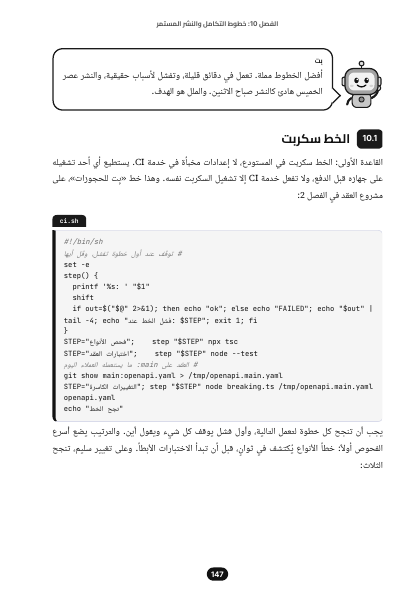 الفصل 10: خطوط التكامل والنشر المستمر
بِت
أفضل الخطوط مملة. تعمل في دقائق قليلة، وتفشل لأسباب حقيقية، والنشر عصر
الخميس هادئ كالنشر صباح الاثنين. والملل هو الهدف.
10.1 الخط سكربت
القاعدة الأولى: الخط سكربت في المستودع، لا إعدادات مخبأة في خدمة CI. يستطيع أي أحد تشغيله
على جهازه قبل الدفع، ولا تفعل خدمة CI إلا تشغيل السكربت نفسه. وهذا خط «بِت للحجوزات»، على
مشروع العقد في الفصل 2:
ci.sh
#!/bin/sh
# توقف عند أول خطوة تفشل، وقل أيها
set -e
step() {
printf '%s: ' "$1"
shift
if out=$("$@" 2>&1); then echo "ok"; else echo "FAILED"; echo "$out" |
tail -4; echo "فشل الخط عند: $STEP"; exit 1; fi
}
STEP="فحص الأنواع"; step "$STEP" npx tsc
STEP="اختبارات العقد"; step "$STEP" node --test
# العقد على main: ما يستعمله العملاء اليوم
git show main:openapi.yaml > /tmp/openapi.main.yaml
STEP="التغييرات الكاسرة"; step "$STEP" node breaking.ts /tmp/openapi.main.yaml
openapi.yaml
echo "نجح الخط"
يجب أن تنجح كل خطوة لتعمل التالية، وأول فشل يوقف كل شيء ويقول أين. والترتيب يضع أسرع
الفحوص أولًا: خطأ الأنواع يُكتشف في ثوانٍ، قبل أن تبدأ الاختبارات الأبطأ. وعلى تغيير سليم، تنجح
الثلاث:
147